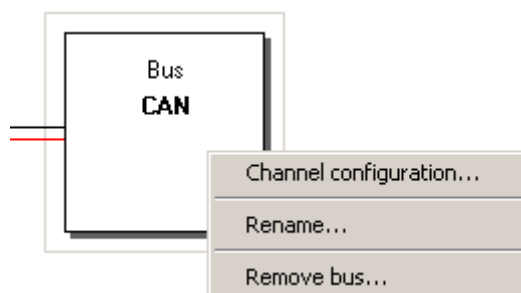 Bus
CAN
Channel configuration...
Rename...
Remove bus...